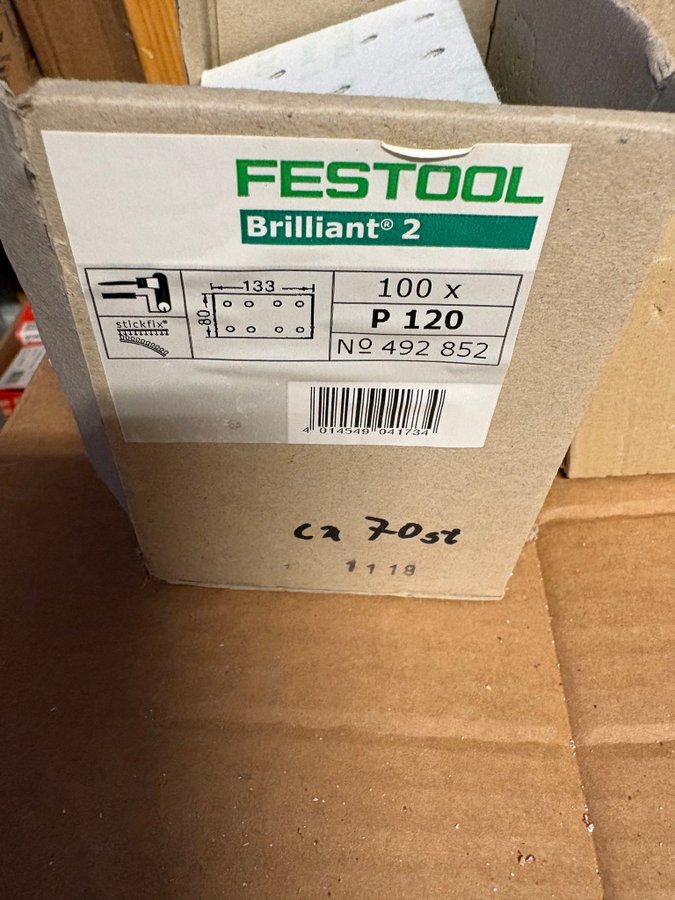 FESTOOL
Brilliant® 2
133
80
stickfix®
100 x
P 120
Nº 492 852
4 014549 041734
ca 70st
1118